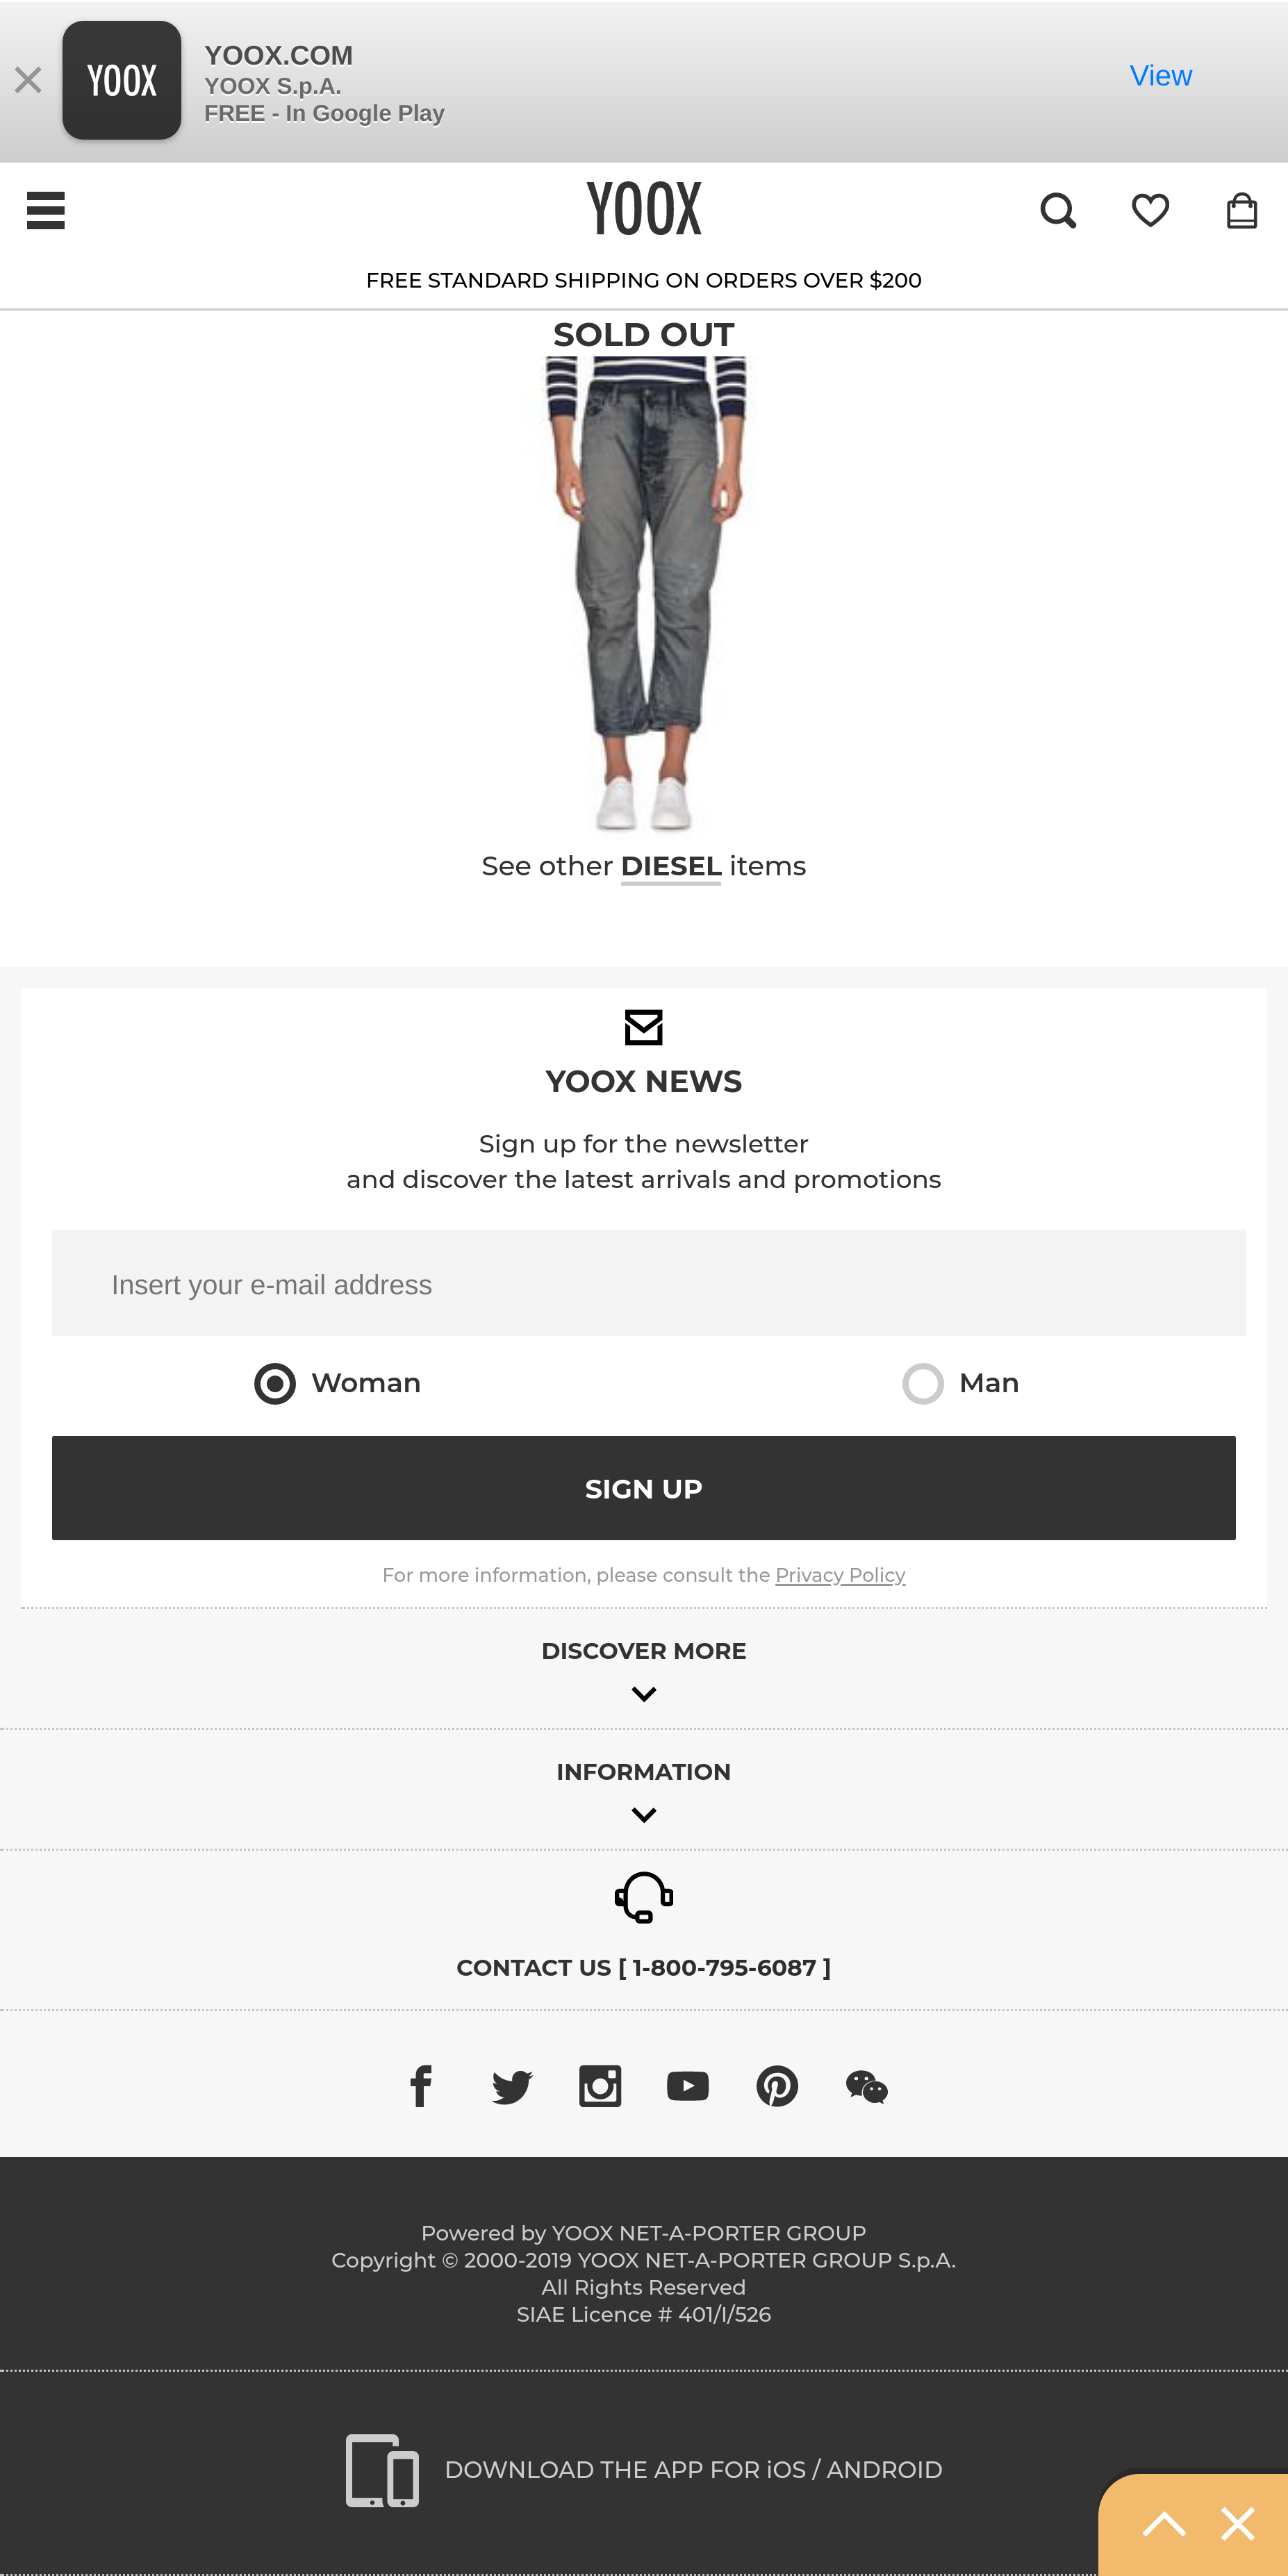 YOOX
YOOX.COM
YOOX S.p.A.
FREE - In Google Play
View
YOOX
FREE STANDARD SHIPPING ON ORDERS OVER $200
SOLD OUT
See other DIESEL items
YOOX NEWS
Sign up for the newsletter
and discover the latest arrivals and promotions
Insert your e-mail address
Woman
Man
SIGN UP
For more information, please consult the Privacy Policy
DISCOVER MORE
INFORMATION
CONTACT US [ 1-800-795-6087 ]
Powered by YOOX NET-A-PORTER GROUP
Copyright © 2000-2019 YOOX NET-A-PORTER GROUP S.p.A.
All Rights Reserved
SIAE Licence # 401/I/526
DOWNLOAD THE APP FOR iOS / ANDROID